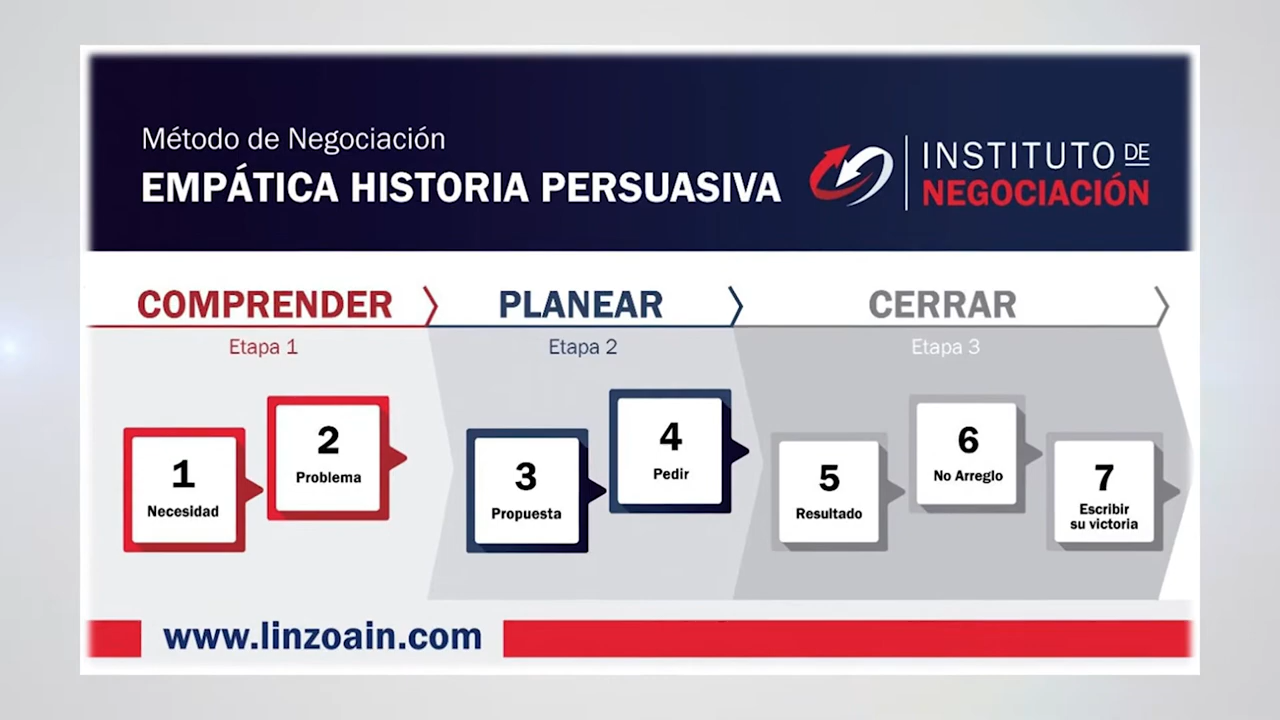 Método de Negociación
EMPÁTICA HISTORIA PERSUASIVA
INSTITUTO DE
NEGOCIACIÓN
COMPRENDER
PLANEAR
CERRAR
Etapa 1
Etapa 2
Etapa 3
1
Necesidad
2
Problema
3
Propuesta
4
Pedir
5
Resultado
6
No Arreglo
7
Escribir
su victoria
www.linzoain.com